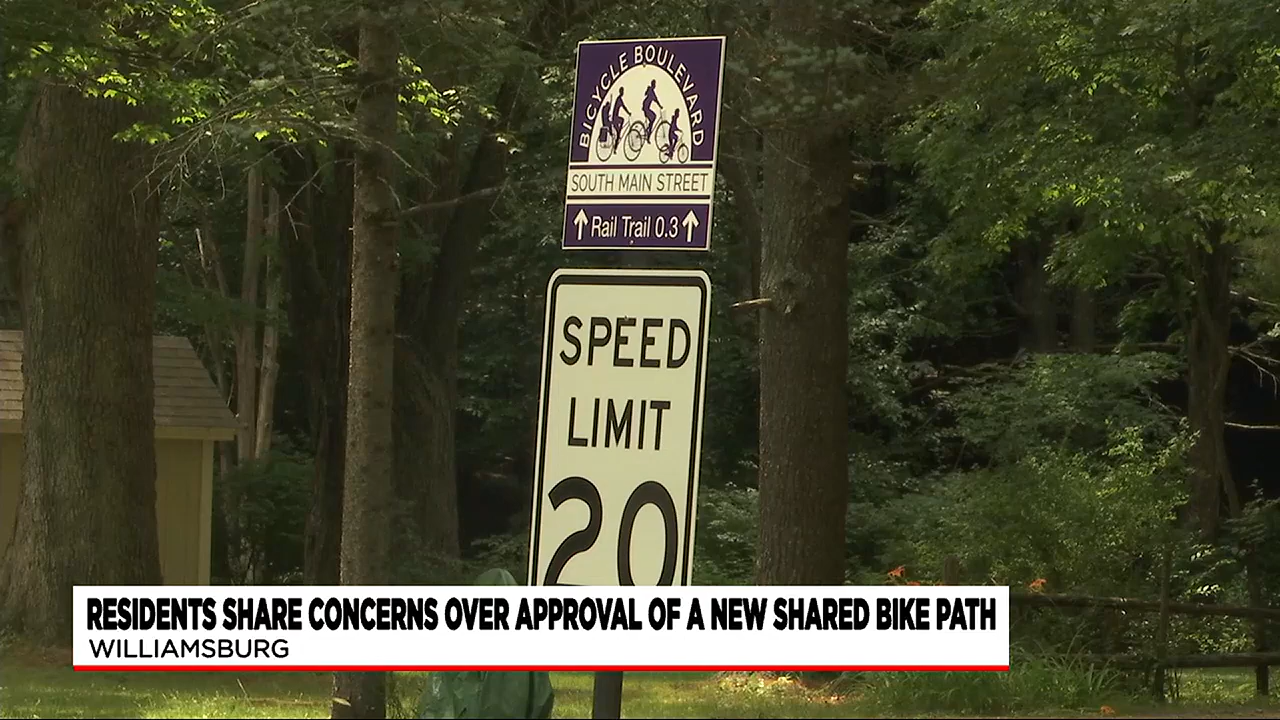 BICYCLE BOULEVARD
SOUTH MAIN STREET
↑ Rail Trail 0.3 ↑
SPEED
LIMIT
20
RESIDENTS SHARE CONCERNS OVER APPROVAL OF A NEW SHARED BIKE PATH
WILLIAMSBURG